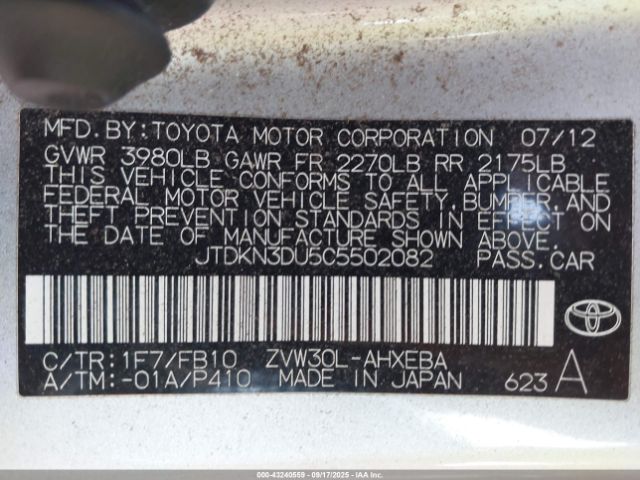 MFD.BY:TOYOTA MOTOR CORPORATION 07/12
GVWR 3980LB GAWR FR 2270LB RR 2175LB
THIS VEHICLE CONFORMS TO ALL APPLICABLE
FEDERAL MOTOR VEHICLE SAFETY,BUMPER,AND
THEFT PREVENTION STANDARDS IN EFFECT ON
THE DATE OF MANUFACTURE SHOWN ABOVE.
JTDKN3DU5C5502082 PASS.CAR
C/TR:1F7/FB10 ZVW30L-AHXEBA
A/TM:-01A/P410 MADE IN JAPAN 623 A
TOYOTA
000-43240559 - 09/17/2025 - IAA Corp.